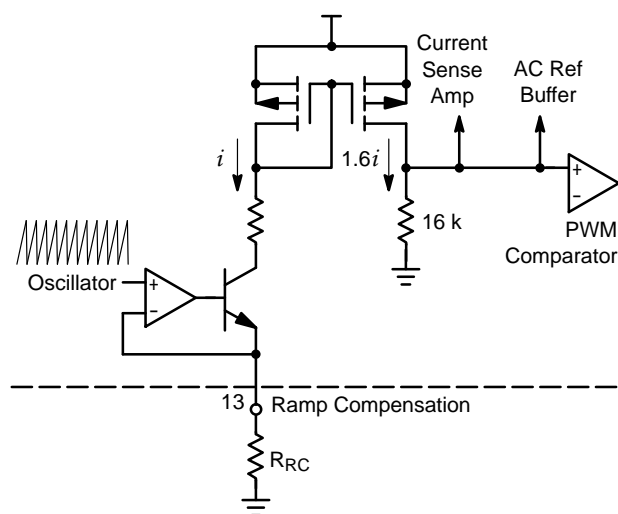 Current
Sense
Amp
AC Ref
Buffer
i
1.6i
+
−
16 k
PWM
Comparator
Oscillator
+
−
13
Ramp Compensation
RRC